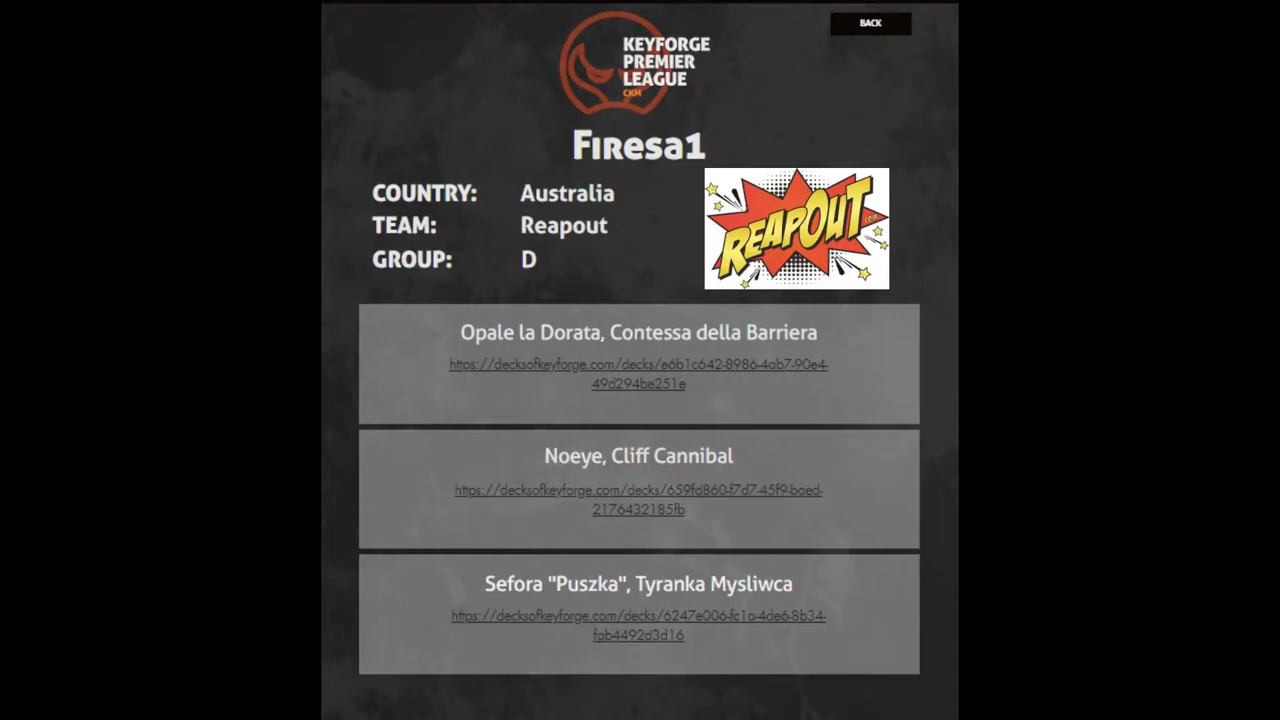 BACK
KEYFORGE
PREMIER
LEAGUE
CKM
Firesa1
COUNTRY: Australia
TEAM: Reapout
GROUP: D
REAPOUT
.COM
Opale la Dorata, Contessa della Barriera
https://decksofkeyforge.com/decks/e6b1c642-8986-4ab7-90e4-
49d294be251e
Noeye, Cliff Cannibal
https://decksofkeyforge.com/decks/659fd860-f7d7-45f9-baed-
2176432185fb
Sefora "Puszka", Tyranka Mysliwca
https://decksofkeyforge.com/decks/6247e006-fc1a-4de6-8b34-
fab4492d3d16